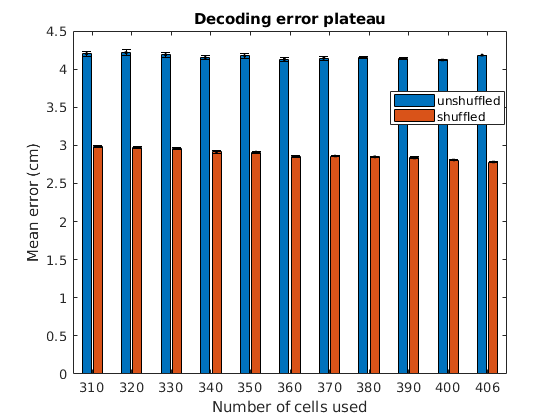 Decoding error plateau
4.5
4
3.5
3
2.5
2
1.5
1
0.5
0
Mean error (cm)
unshuffled
shuffled
310 320 330 340 350 360 370 380 390 400 406
Number of cells used